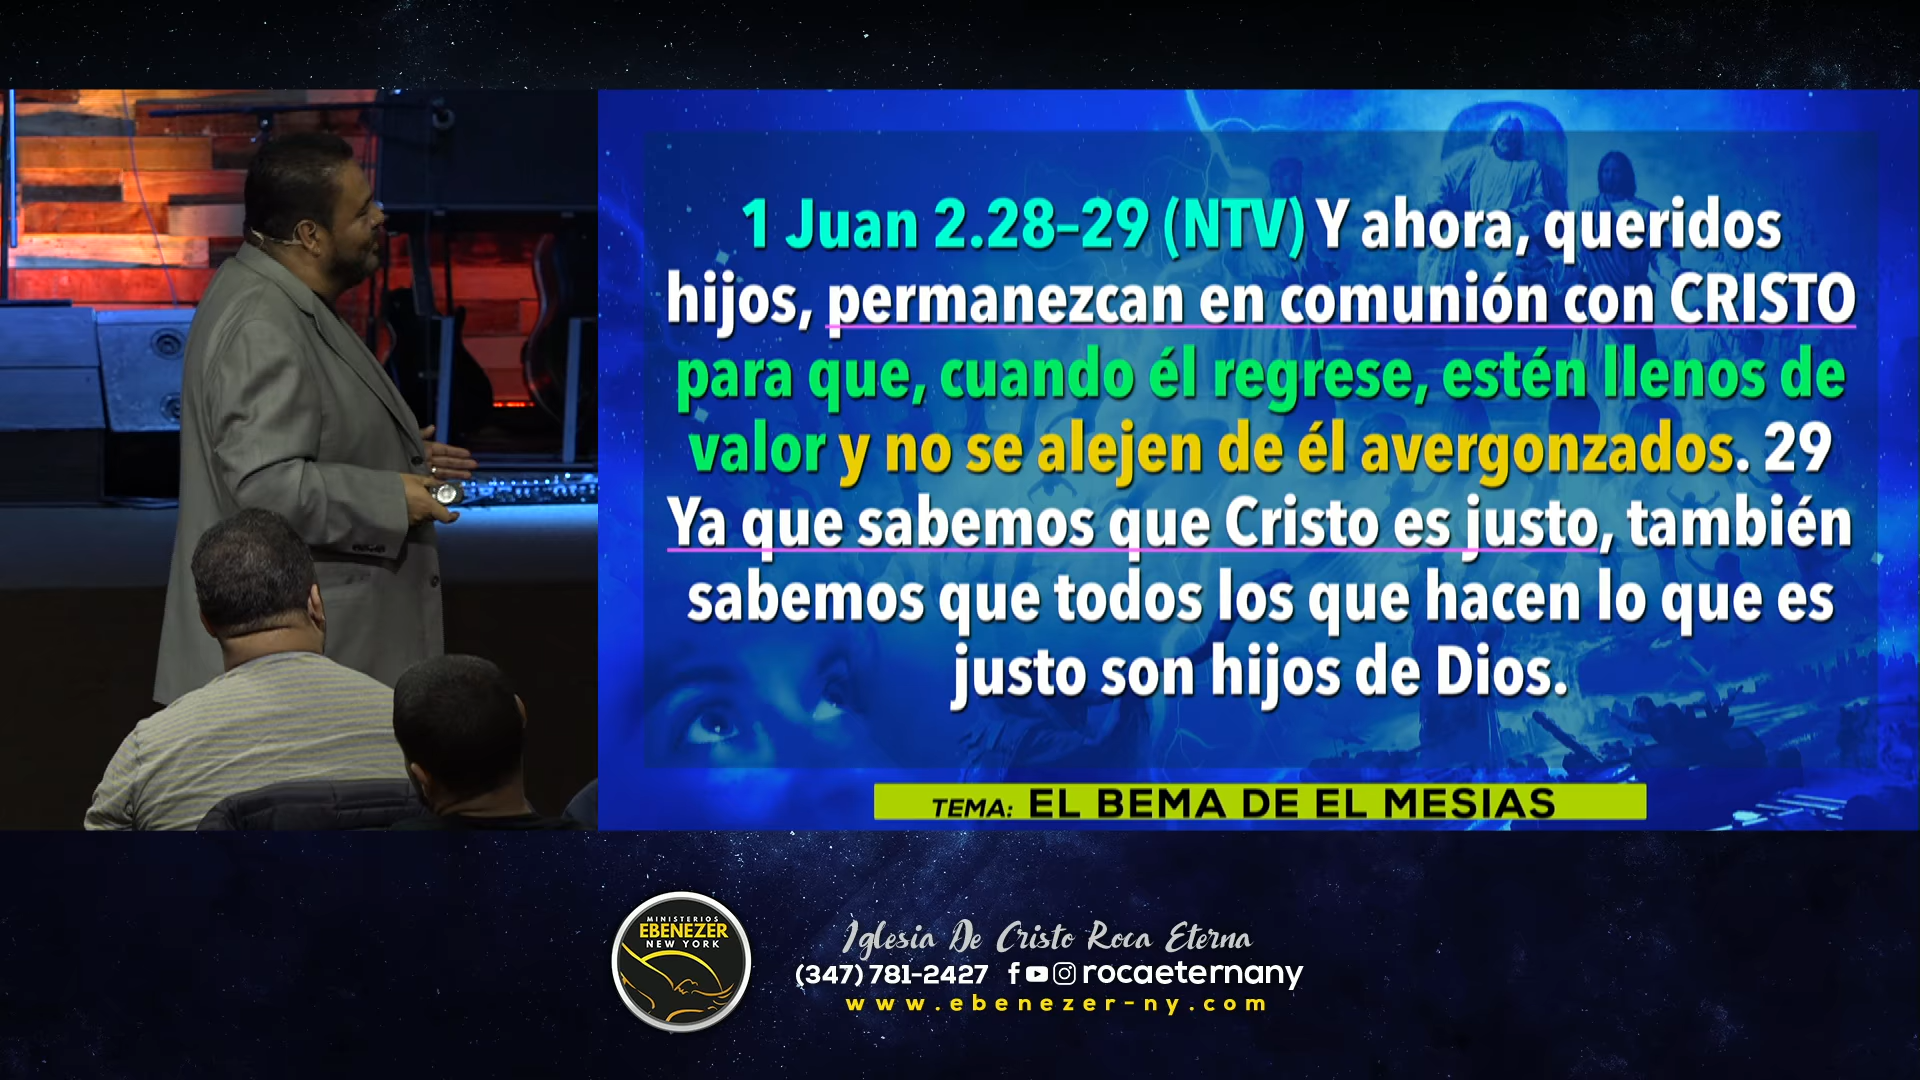 1 Juan 2.28–29 (NTV) Y ahora, queridos
hijos, permanezcan en comunión con CRISTO
para que, cuando él regrese, estén llenos de
valor y no se alejen de él avergonzados. 29
Ya que sabemos que Cristo es justo, también
sabemos que todos los que hacen lo que es
justo son hijos de Dios.
TEMA: EL BEMA DE EL MESIAS
MINISTERIOS
EBENEZER
NEW YORK
Iglesia De Cristo Roca Eterna
(347) 781-2427 rocaeternany
www.ebenezer-ny.com